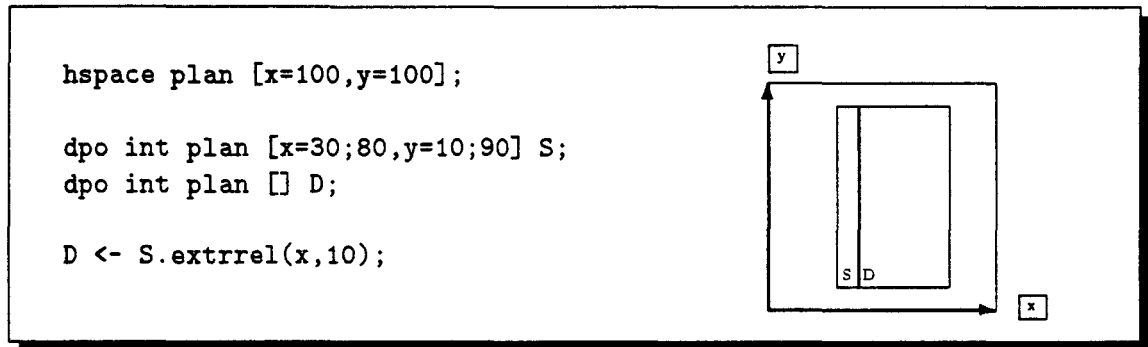 hspace plan [x=100,y=100];
dpo int plan [x=30;80,y=10;90] S;
dpo int plan [] D;
D <- S.extrrel(x,10);
y
S D
x